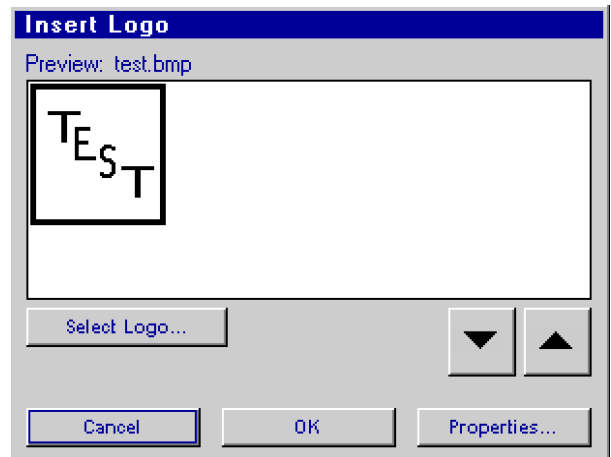 Insert Logo
Preview: test.bmp
TEST
Select Logo...
Cancel
OK
Properties...